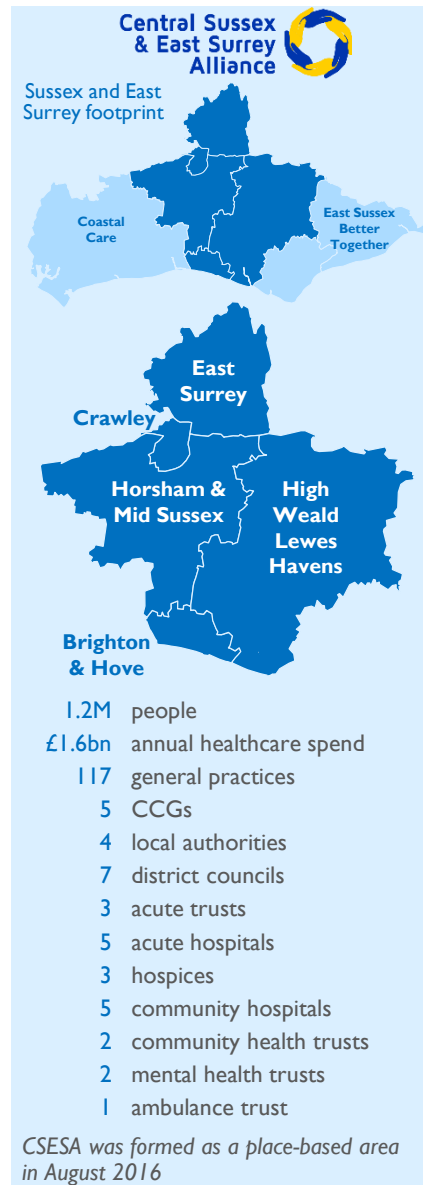 Central Sussex
& East Surrey
Alliance
Sussex and East
Surrey footprint
Coastal
Care
East Sussex
Better
Together
East
Surrey
Crawley
Horsham &
Mid Sussex
High
Weald
Lewes
Havens
Brighton
& Hove
1.2M people
£1.6bn annual healthcare spend
117 general practices
5 CCGs
4 local authorities
7 district councils
3 acute trusts
5 acute hospitals
3 hospices
5 community hospitals
2 community health trusts
2 mental health trusts
1 ambulance trust
CSESA was formed as a place-based area
in August 2016